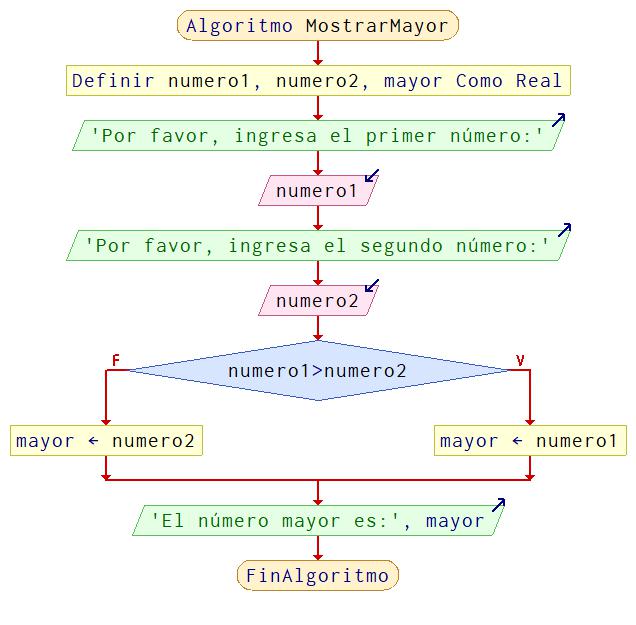 Algoritmo MostrarMayor
Definir numero1, numero2, mayor Como Real
'Por favor, ingresa el primer número:'
numero1
'Por favor, ingresa el segundo número:'
numero2
F
V
numero1>numero2
mayor ← numero2
mayor ← numero1
'El número mayor es:', mayor
FinAlgoritmo